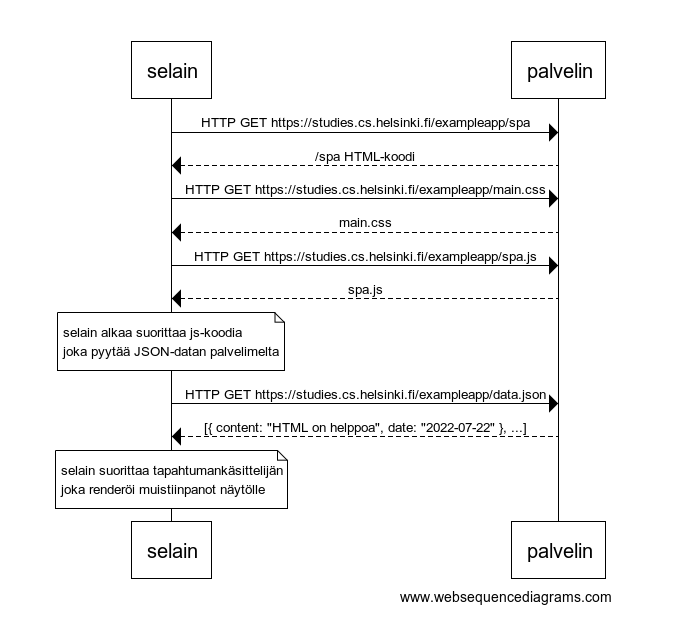 selain
palvelin
HTTP GET https://studies.cs.helsinki.fi/exampleapp/spa
/spa HTML-koodi
HTTP GET https://studies.cs.helsinki.fi/exampleapp/main.css
main.css
HTTP GET https://studies.cs.helsinki.fi/exampleapp/spa.js
spa.js
selain alkaa suorittaa js-koodia
joka pyytää JSON-datan palvelimelta
HTTP GET https://studies.cs.helsinki.fi/exampleapp/data.json
[{ content: "HTML on helppoa", date: "2022-07-22" }, ...]
selain suorittaa tapahtumankäsittelijän
joka renderöi muistiinpanot näytölle
selain
palvelin
www.websequencediagrams.com